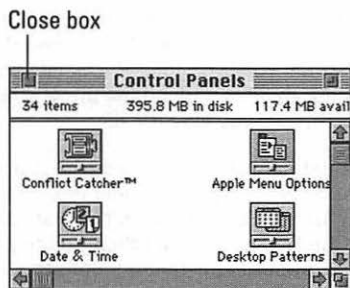 Close box
Control Panels
34 items 395.8 MB in disk 117.4 MB avail
Conflict Catcher™ Apple Menu Options
Date & Time Desktop Patterns